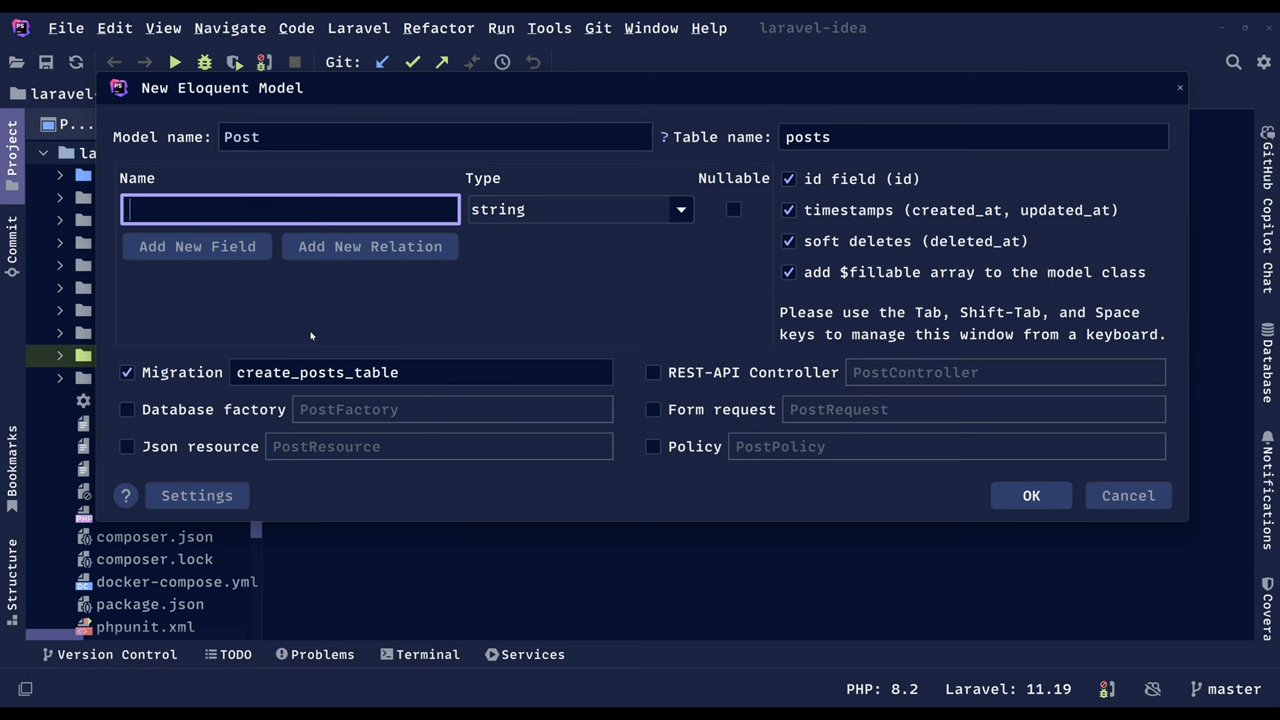 File Edit View Navigate Code Laravel Refactor Run Tools Git Window Help laravel-idea
Git:
laravel-
New Eloquent Model
Project
Commit
Bookmarks
Structure
P...
la
Model name: Post
? Table name: posts
Name Type Nullable
string
Add New Field Add New Relation
id field (id)
timestamps (created_at, updated_at)
soft deletes (deleted_at)
add $fillable array to the model class
Please use the Tab, Shift-Tab, and Space
keys to manage this window from a keyboard.
Migration create_posts_table
REST-API Controller PostController
Database factory PostFactory
Form request PostRequest
Json resource PostResource
Policy PostPolicy
? Settings OK Cancel
composer.json
composer.lock
docker-compose.yml
package.json
phpunit.xml
GitHub Copilot Chat
Database
Notifications
Covera
Version Control TODO Problems Terminal Services
PHP: 8.2 Laravel: 11.19 master